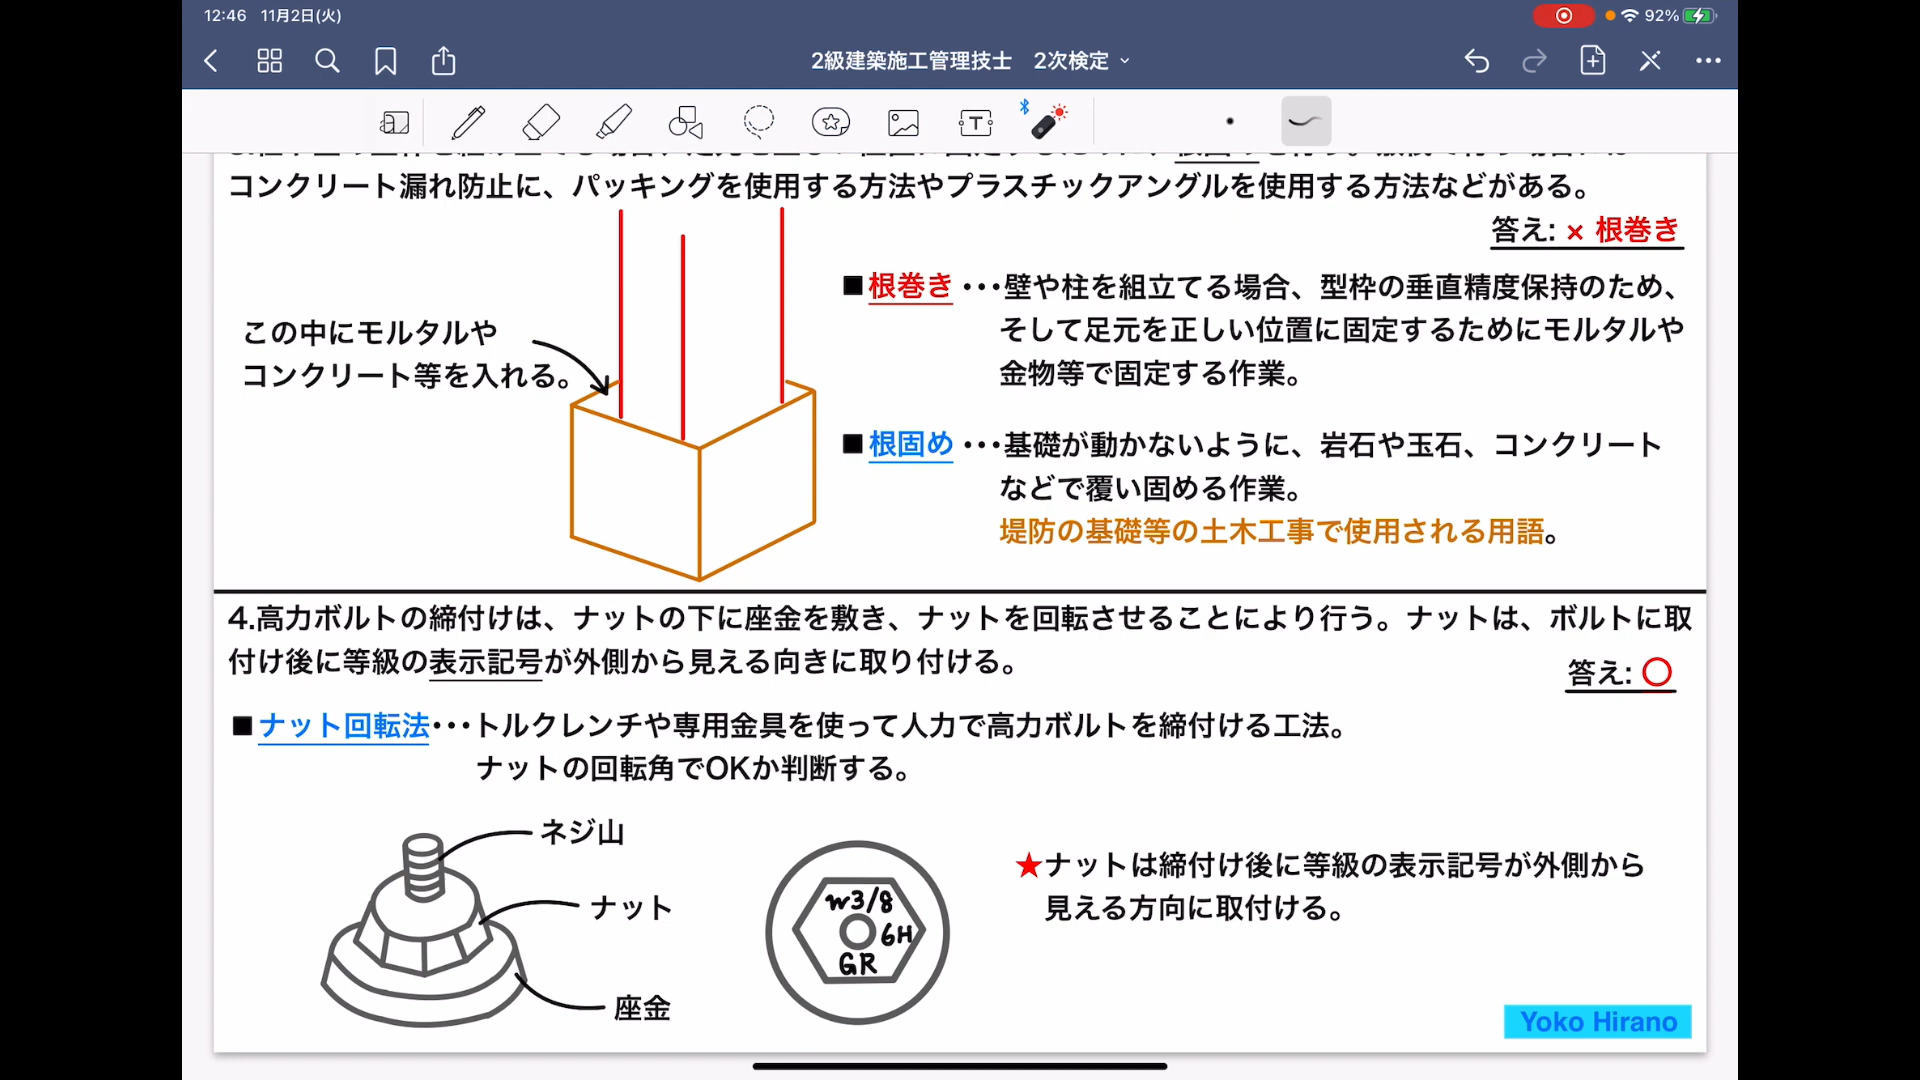 12:46 11月2日(火)
92%
2級建築施工管理技士 2次検定
コンクリート漏れ防止に、パッキングを使用する方法やプラスチックアングルを使用する方法などがある。
答え: × 根巻き
■根巻き・・・壁や柱を組立てる場合、型枠の垂直精度保持のため、
そして足元を正しい位置に固定するためにモルタルや
金物等で固定する作業。
この中にモルタルや
コンクリート等を入れる。
■根固め・・・基礎が動かないように、岩石や玉石、コンクリート
などで覆い固める作業。
堤防の基礎等の土木工事で使用される用語。
4.高力ボルトの締付けは、ナットの下に座金を敷き、ナットを回転させることにより行う。ナットは、ボルトに取
付け後に等級の表示記号が外側から見える向きに取り付ける。
答え: ○
■ナット回転法・・・トルクレンチや専用金具を使って人力で高力ボルトを締付ける工法。
ナットの回転角でOKか判断する。
ネジ山
ナット
座金
W3/8
6H
GR
★ナットは締付け後に等級の表示記号が外側から
見える方向に取付ける。
Yoko Hirano